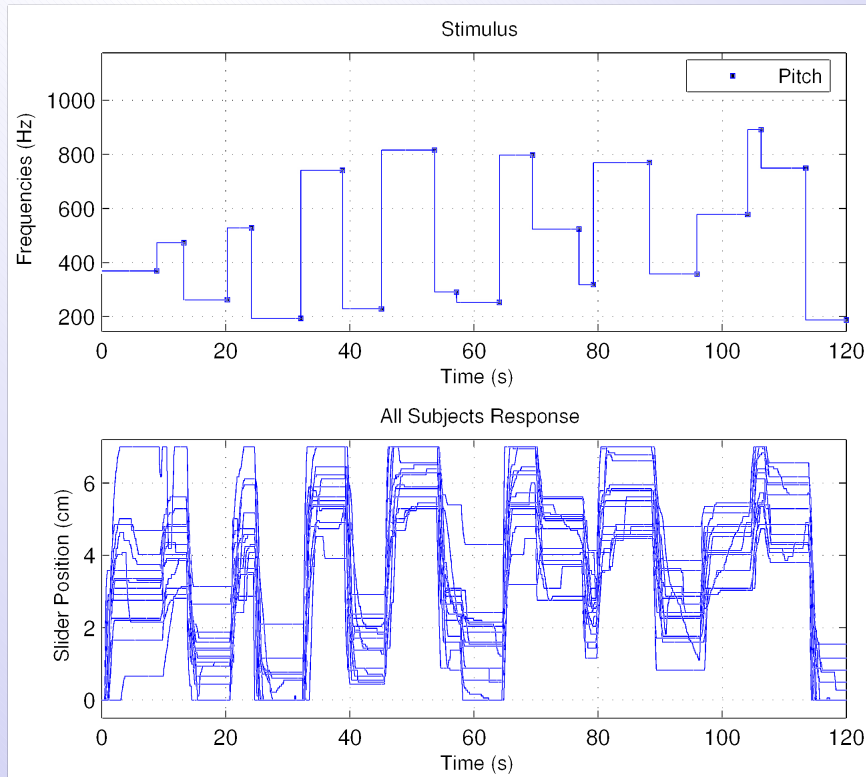 Stimulus
Pitch
Frequencies (Hz)
1000
800
600
400
200
0 20 40 60 80 100 120
Time (s)
All Subjects Response
Slider Position (cm)
6
4
2
0
0 20 40 60 80 100 120
Time (s)